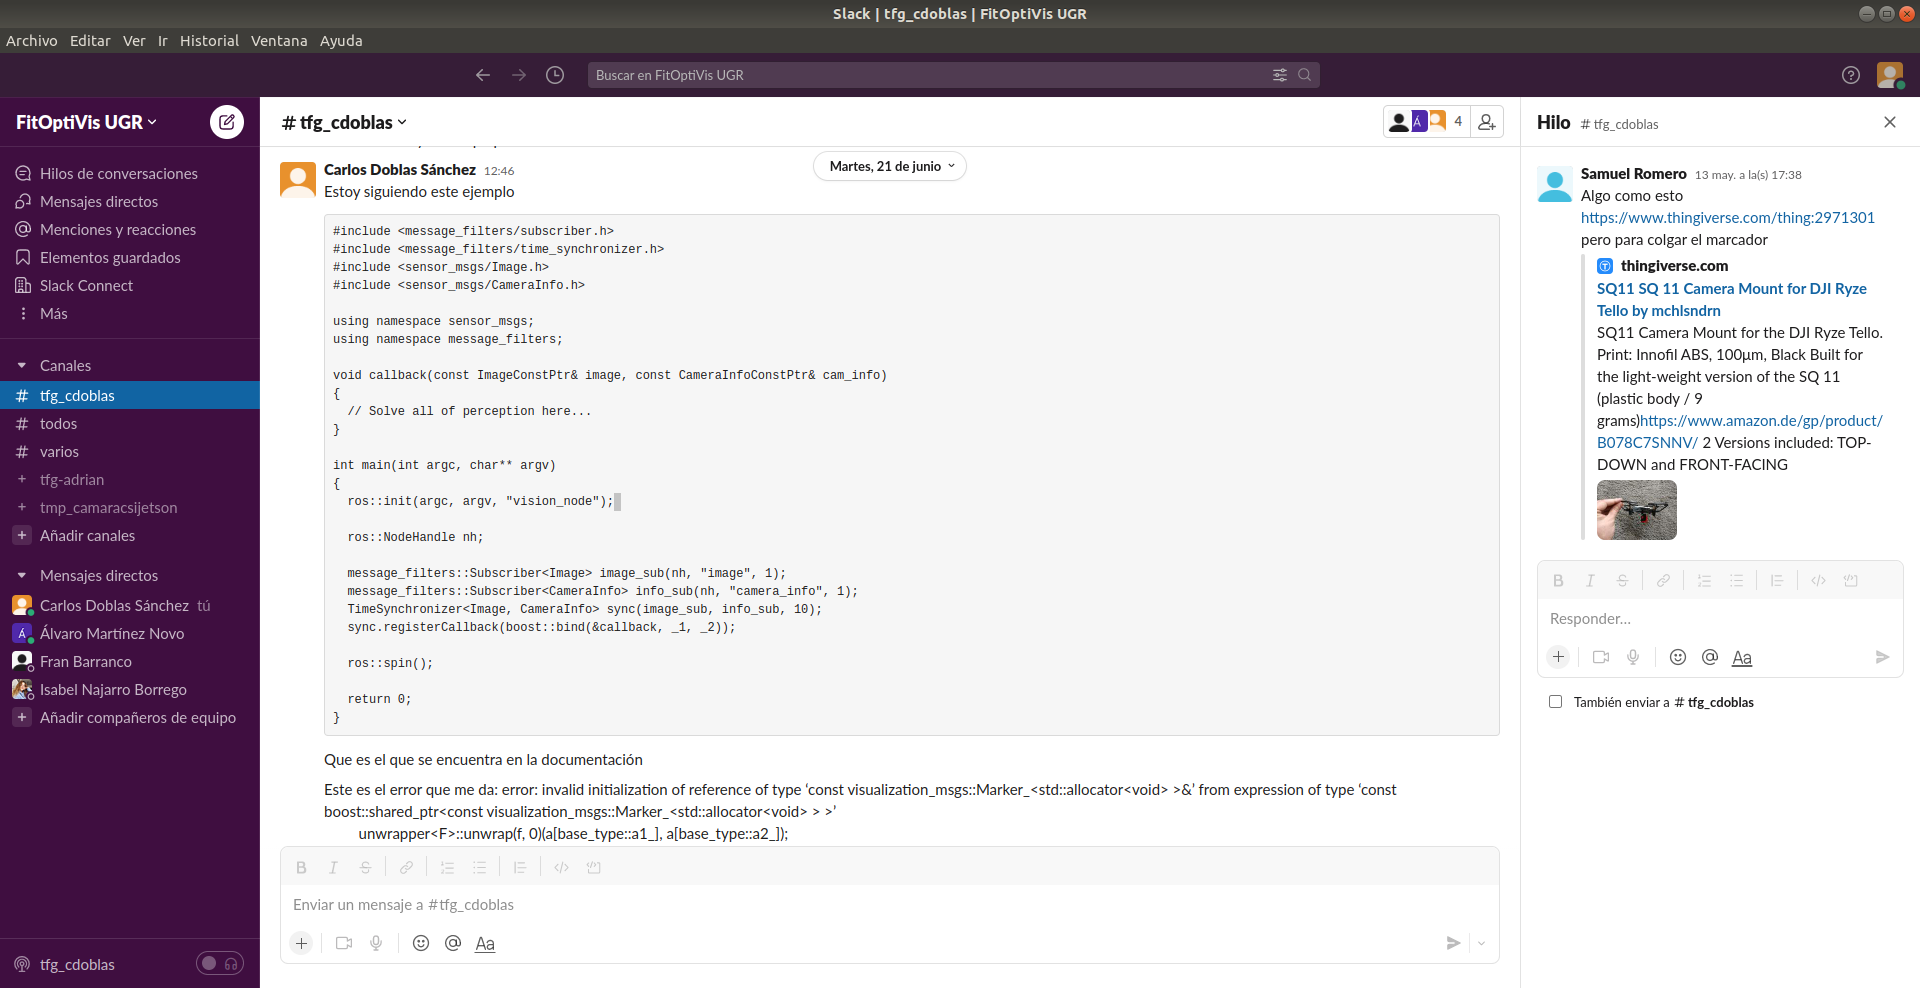 Slack | tfg_cdoblas | FitOptiVis UGR
Archivo Editar Ver Ir Historial Ventana Ayuda
Buscar en FitOptiVis UGR
FitOptiVis UGR
Hilos de conversaciones
Mensajes directos
Menciones y reacciones
Elementos guardados
Slack Connect
Más
Canales
# tfg_cdoblas
# todos
# varios
+ tfg-adrian
+ tmp_camaracsijetson
+ Añadir canales
Mensajes directos
Carlos Doblas Sánchez tú
Á Álvaro Martínez Novo
Fran Barranco
Isabel Najarro Borrego
+ Añadir compañeros de equipo
tfg_cdoblas
# tfg_cdoblas
Á 4
Martes, 21 de junio
Carlos Doblas Sánchez 12:46
Estoy siguiendo este ejemplo
#include <message_filters/subscriber.h>
#include <message_filters/time_synchronizer.h>
#include <sensor_msgs/Image.h>
#include <sensor_msgs/CameraInfo.h>
using namespace sensor_msgs;
using namespace message_filters;
void callback(const ImageConstPtr& image, const CameraInfoConstPtr& cam_info)
{
// Solve all of perception here...
}
int main(int argc, char** argv)
{
ros::init(argc, argv, "vision_node");
ros::NodeHandle nh;
message_filters::Subscriber<Image> image_sub(nh, "image", 1);
message_filters::Subscriber<CameraInfo> info_sub(nh, "camera_info", 1);
TimeSynchronizer<Image, CameraInfo> sync(image_sub, info_sub, 10);
sync.registerCallback(boost::bind(&callback, _1, _2));
ros::spin();
return 0;
}
Que es el que se encuentra en la documentación
Este es el error que me da: error: invalid initialization of reference of type ‘const visualization_msgs::Marker_<std::allocator<void> >&’ from expression of type ‘const
boost::shared_ptr<const visualization_msgs::Marker_<std::allocator<void> > >’
unwrapper<F>::unwrap(f, 0)(a[base_type::a1_], a[base_type::a2_]);
B I S
Enviar un mensaje a #tfg_cdoblas
+ @ Aa
Hilo # tfg_cdoblas
Samuel Romero 13 may. a la(s) 17:38
Algo como esto
https://www.thingiverse.com/thing:2971301
pero para colgar el marcador
thingiverse.com
SQ11 SQ 11 Camera Mount for DJI Ryze
Tello by mchlsndrn
SQ11 Camera Mount for the DJI Ryze Tello.
Print: Innofil ABS, 100µm, Black Built for
the light-weight version of the SQ 11
(plastic body / 9
grams)https://www.amazon.de/gp/product/
B078C7SNNV/ 2 Versions included: TOP-
DOWN and FRONT-FACING
B I S
Responder...
+ @ Aa
También enviar a # tfg_cdoblas